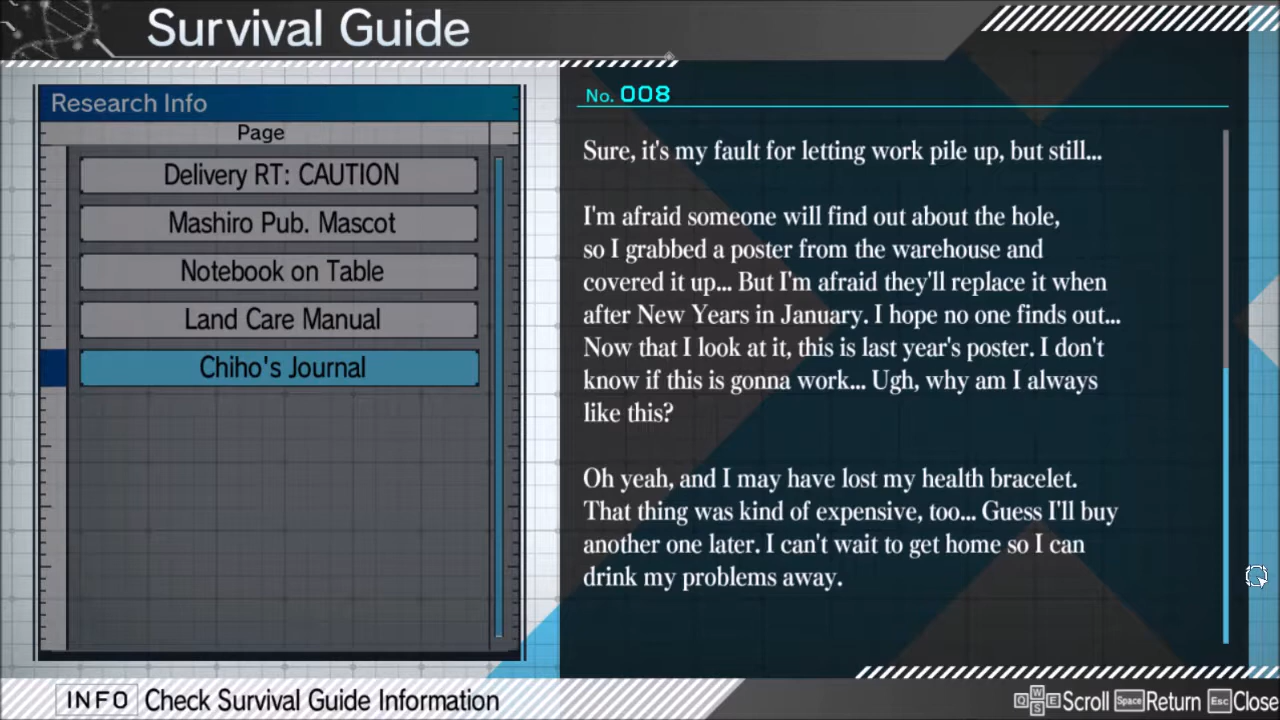 Survival Guide
Research Info
Page
Delivery RT: CAUTION
Mashiro Pub. Mascot
Notebook on Table
Land Care Manual
Chiho's Journal
No. 008
Sure, it's my fault for letting work pile up, but still...
I'm afraid someone will find out about the hole,
so I grabbed a poster from the warehouse and
covered it up... But I'm afraid they'll replace it when
after New Years in January. I hope no one finds out...
Now that I look at it, this is last year's poster. I don't
know if this is gonna work... Ugh, why am I always
like this?
Oh yeah, and I may have lost my health bracelet.
That thing was kind of expensive, too... Guess I'll buy
another one later. I can't wait to get home so I can
drink my problems away.
INFO Check Survival Guide Information
Q W S E Scroll Space Return Esc Close